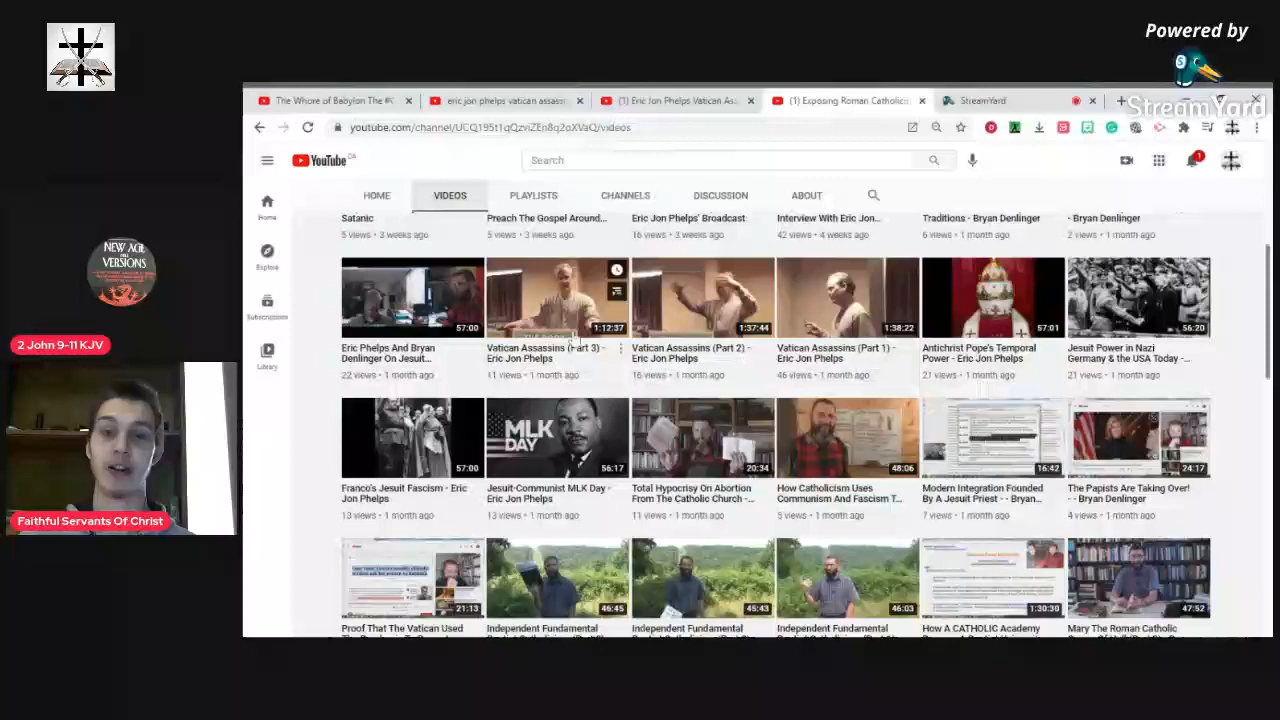 Powered by
StreamYard
The Whore of Babylon The #
eric jon phelps vatican assass
(1) Eric Jon Phelps Vatican As
(1) Exposing Roman Catholic
StreamYard
youtube.com/channel/
/videos
YouTube CA
Search
1
HOME
VIDEOS
PLAYLISTS
CHANNELS
DISCUSSION
ABOUT
Home
Explore
Subscriptions
Library
Satanic
5 views • 3 weeks ago
Preach The Gospel Around...
5 views • 3 weeks ago
Eric Jon Phelps' Broadcast
16 views • 3 weeks ago
Interview With Eric Jon...
42 views • 4 weeks ago
Traditions - Bryan Denlinger
6 views • 1 month ago
- Bryan Denlinger
2 views • 1 month ago
57:00
Eric Phelps And Bryan
Denlinger On Jesuit...
22 views • 1 month ago
1:12:37
Vatican Assassins (Part 3) -
Eric Jon Phelps
11 views • 1 month ago
1:37:44
Vatican Assassins (Part 2) -
Eric Jon Phelps
16 views • 1 month ago
1:38:22
Vatican Assassins (Part 1) -
Eric Jon Phelps
46 views • 1 month ago
57:01
Antichrist Pope's Temporal
Power - Eric Jon Phelps
21 views • 1 month ago
56:20
Jesuit Power in Nazi
Germany & the USA Today -...
21 views • 1 month ago
57:00
Franco's Jesuit Fascism - Eric
Jon Phelps
13 views • 1 month ago
MLK
DAY
56:17
Jesuit-Communist MLK Day -
Eric Jon Phelps
13 views • 1 month ago
20:34
Total Hypocrisy On Abortion
From The Catholic Church -...
11 views • 1 month ago
48:06
How Catholicism Uses
Communism And Fascism T...
5 views • 1 month ago
16:42
Modern Integration Founded
By A Jesuit Priest - - Bryan...
7 views • 1 month ago
24:17
The Papists Are Taking Over!
- - Bryan Denlinger
4 views • 1 month ago
21:13
Proof That The Vatican Used
46:45
Independent Fundamental
45:43
Independent Fundamental
46:03
Independent Fundamental
1:30:30
How A CATHOLIC Academy
47:52
Mary The Roman Catholic
NEW AGE
VERSIONS
2 John 9-11 KJV
Faithful Servants Of Christ